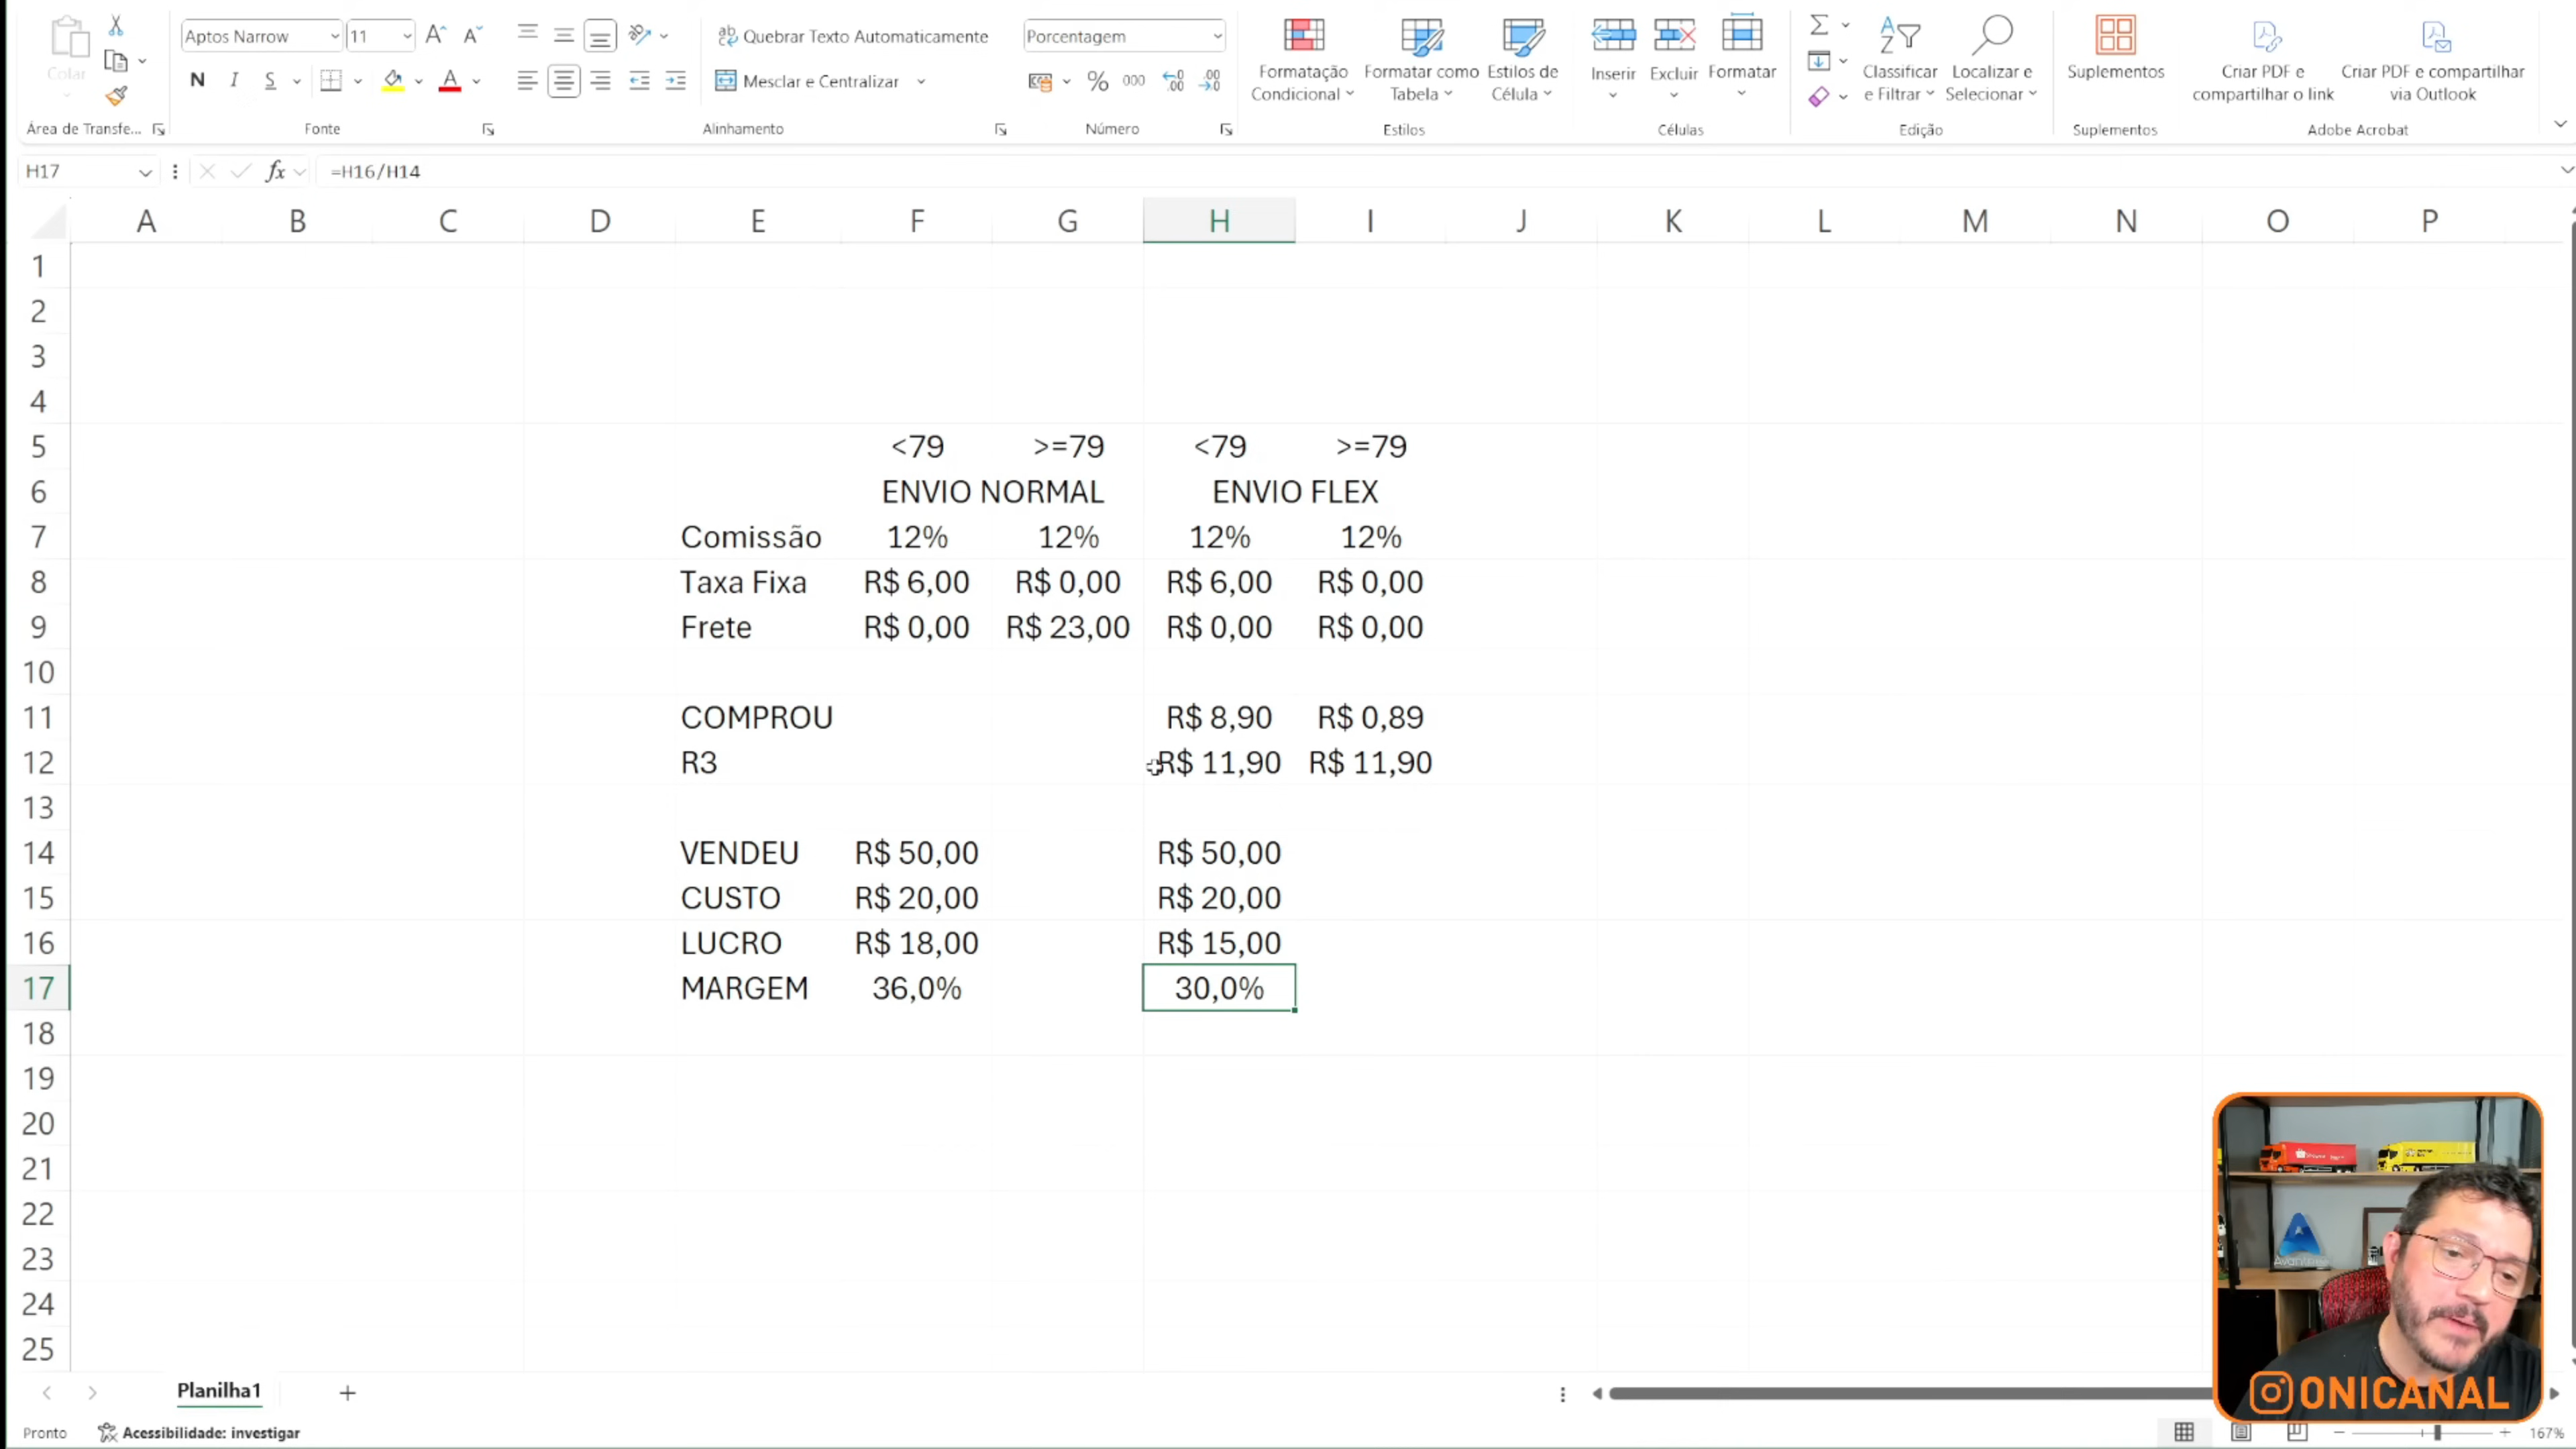 Colar
Aptos Narrow
11
Quebrar Texto Automaticamente
Porcentagem
N I S
Mesclar e Centralizar
% 000
Formatação Condicional
Formatar como Tabela
Estilos de Célula
Inserir
Excluir
Formatar
Classificar e Filtrar
Localizar e Selecionar
Suplementos
Criar PDF e compartilhar o link
Criar PDF e compartilhar via Outlook
Área de Transfe...
Fonte
Alinhamento
Número
Estilos
Células
Edição
Suplementos
Adobe Acrobat
H17
fx
=H16/H14
A B C D E F G H I J K L M N O P
1
2
3
4
5 <79 >=79 <79 >=79
6 ENVIO NORMAL ENVIO FLEX
7 Comissão 12% 12% 12% 12%
8 Taxa Fixa R$ 6,00 R$ 0,00 R$ 6,00 R$ 0,00
9 Frete R$ 0,00 R$ 23,00 R$ 0,00 R$ 0,00
10
11 COMPROU R$ 8,90 R$ 0,89
12 R3 R$ 11,90 R$ 11,90
13
14 VENDEU R$ 50,00 R$ 50,00
15 CUSTO R$ 20,00 R$ 20,00
16 LUCRO R$ 18,00 R$ 15,00
17 MARGEM 36,0% 30,0%
18
19
20
21
22
23
24
25
ONICANAL
Planilha1
Pronto
Acessibilidade: investigar
167%